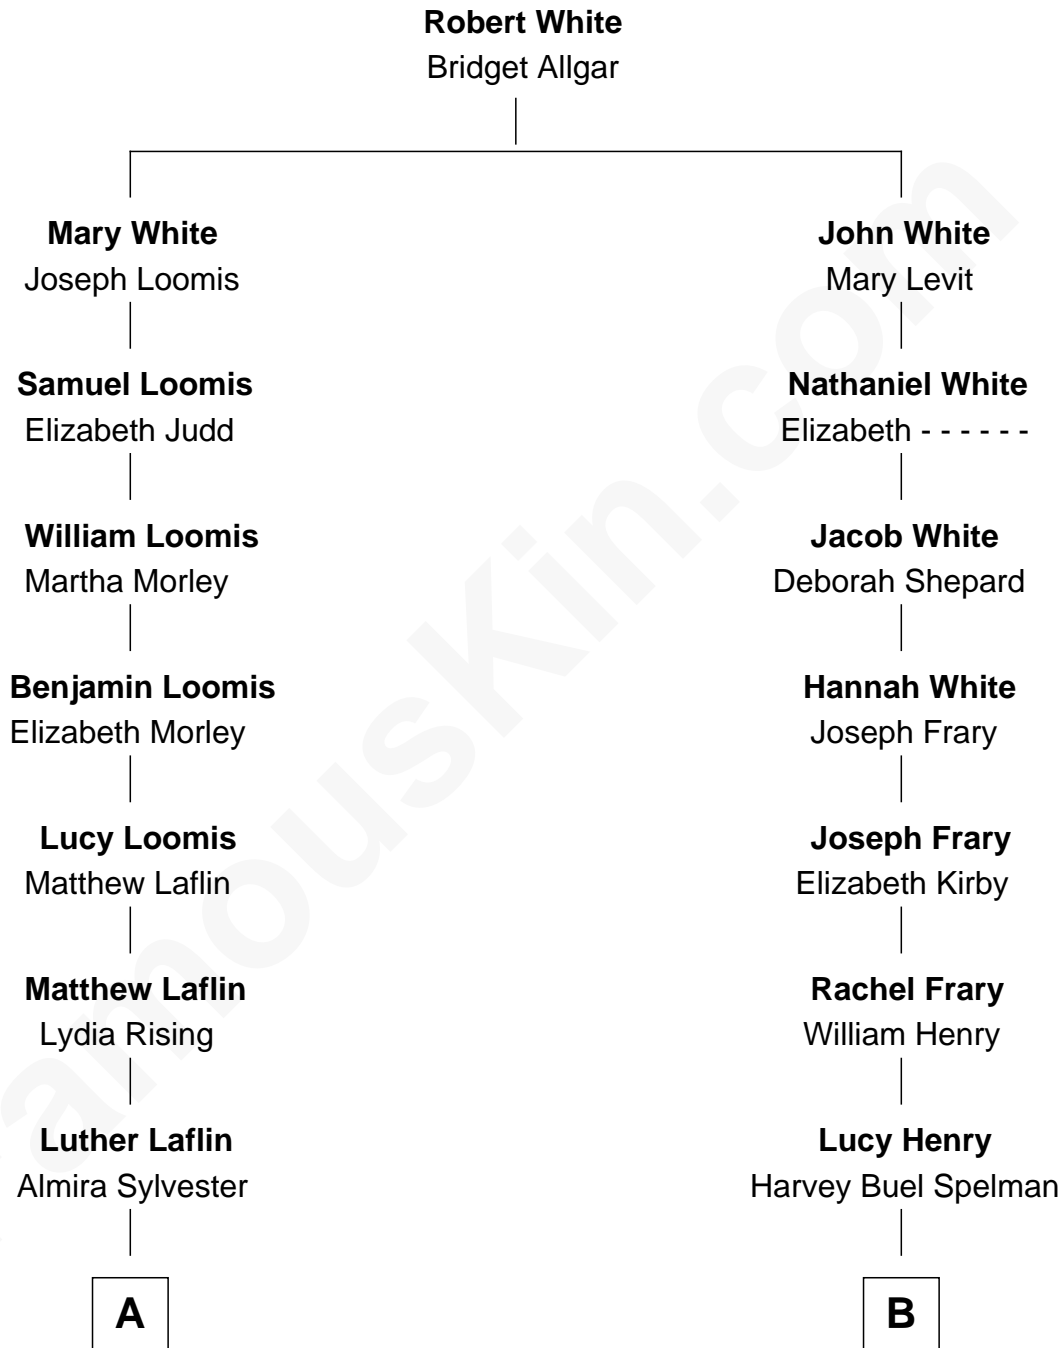 Robert White
Bridget Allgar
Mary White
Joseph Loomis
John White
Mary Levit
Samuel Loomis
Elizabeth Judd
Nathaniel White
Elizabeth - - - - - -
William Loomis
Martha Morley
Jacob White
Deborah Shepard
Benjamin Loomis
Elizabeth Morley
Hannah White
Joseph Frary
Lucy Loomis
Matthew Laflin
Joseph Frary
Elizabeth Kirby
Matthew Laflin
Lydia Rising
Rachel Frary
William Henry
Luther Laflin
Almira Sylvester
Lucy Henry
Harvey Buel Spelman
A
B
amousKin.com